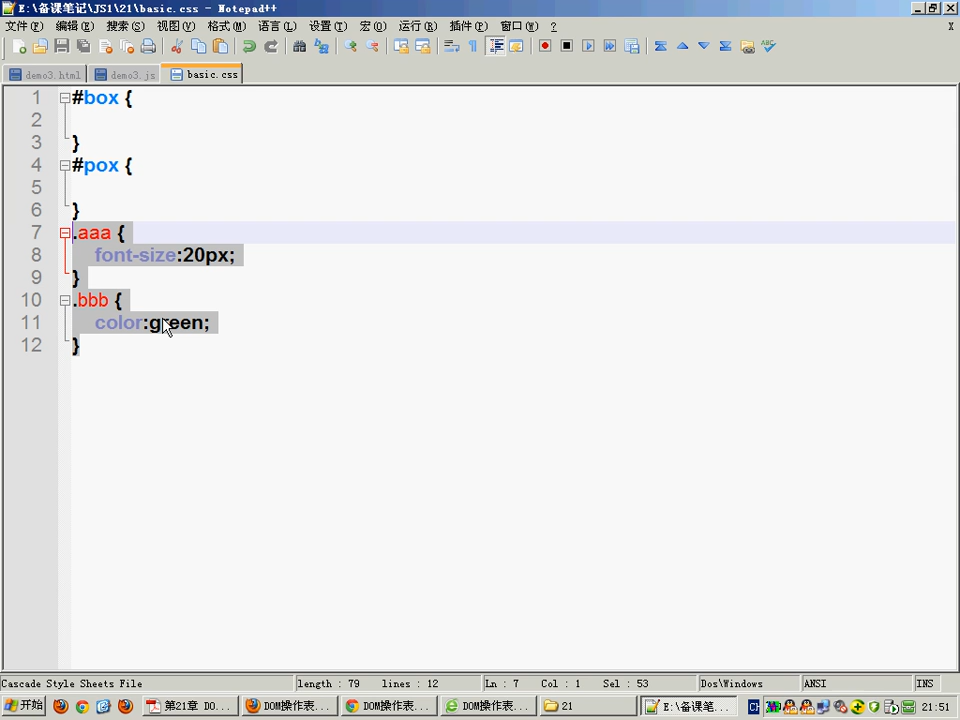 E:\备课笔记\JS1\21\basic.css - Notepad++
文件(F) 编辑(E) 搜索(S) 视图(V) 格式(M) 语言(L) 设置(T) 宏(O) 运行(R) 插件(P) 窗口(W) ? X
demo3.html demo3.js basic.css
1 #box {
2
3 }
4 #pox {
5
6 }
7 .aaa {
8 font-size:20px;
9 }
10 .bbb {
11 color:green;
12 }
Cascade Style Sheets File length : 79 lines : 12 Ln : 7 Col : 1 Sel : 53 Dos\Windows ANSI INS
开始 第21章 DO... DOM操作表... DOM操作表... DOM操作表... 21 E:\备课笔... 21:51